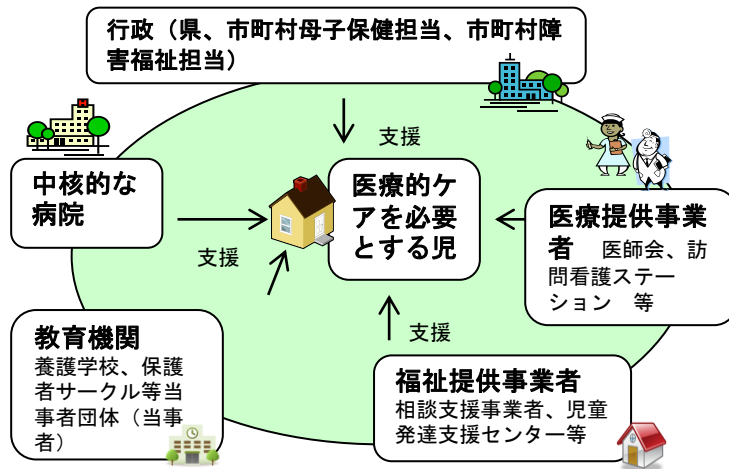 行政（県、市町村母子保健担当、市町村障
害福祉担当）
支援
中核的な
病院
医療的ケ
アを必要
とする児
支援
医療提供事業
者　医師会、訪
問看護ステー
ション　等
教育機関
養護学校、保護
者サークル等当
事者団体（当事
者）
支援
福祉提供事業者
相談支援事業者、児童
発達支援センター等